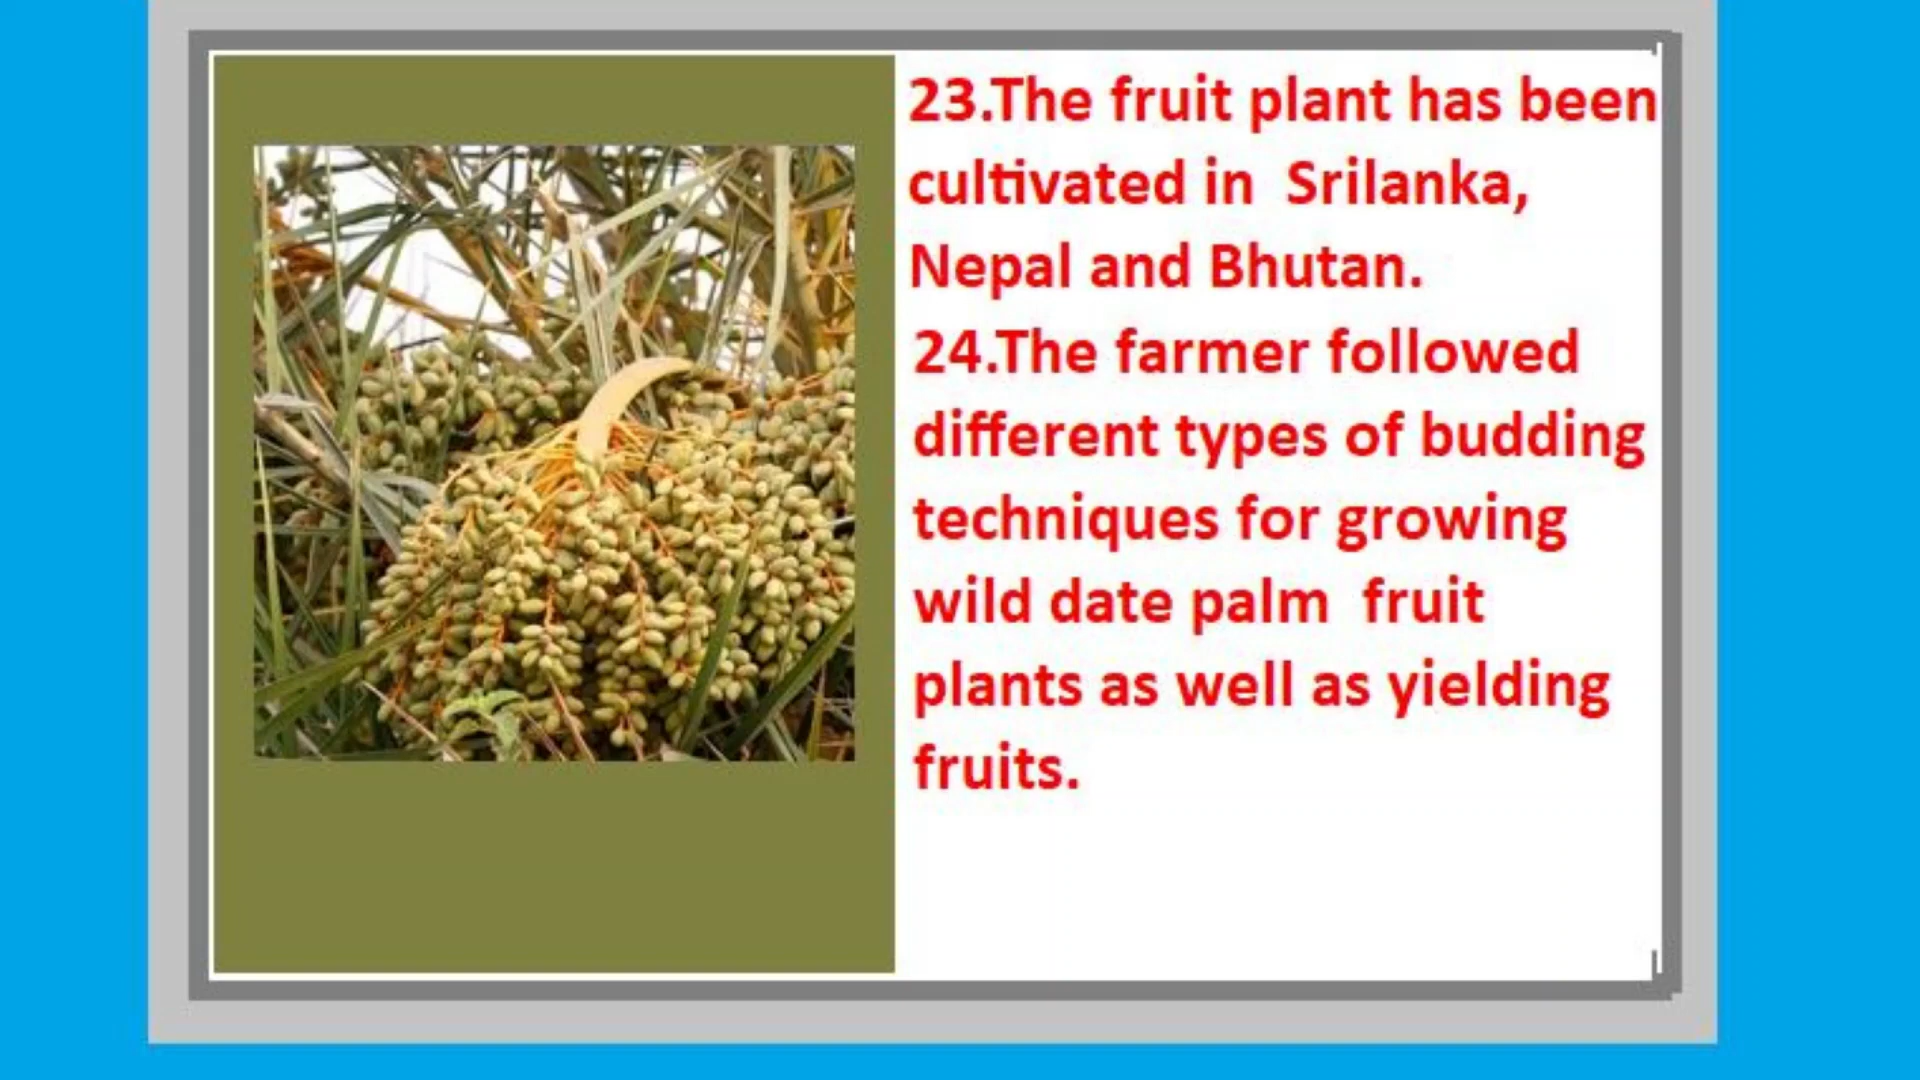 23.The fruit plant has been
cultivated in  Srilanka,
Nepal and Bhutan.
24.The farmer followed
different types of budding
techniques for growing
wild date palm  fruit
plants as well as yielding
fruits.